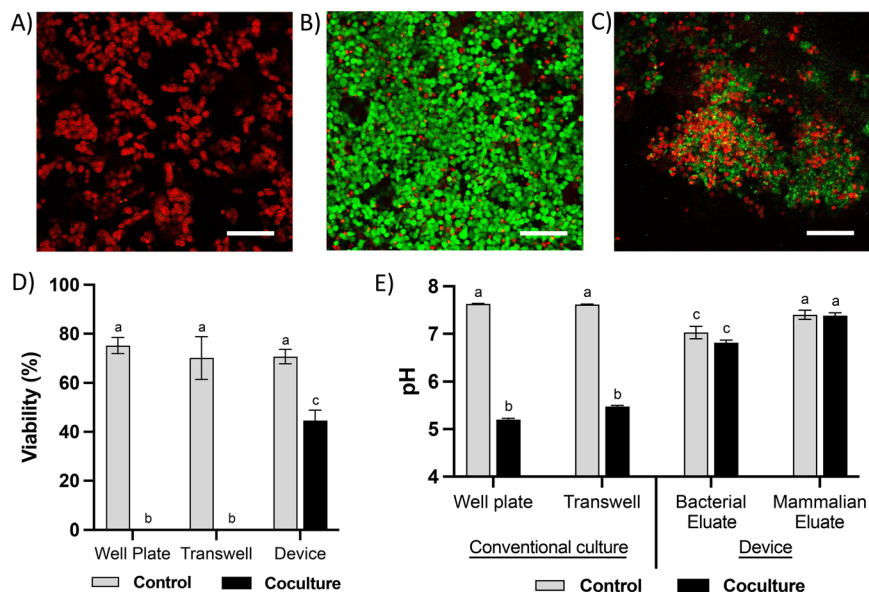 A)
B)
C)
D)
100
80
60
40
20
0
Viability (%)
a
b
a
b
a
c
Well Plate
Transwell
Device
Control
Coculture
E)
8
7
6
5
4
pH
a
b
a
b
c
c
a
a
Well plate
Transwell
Bacterial
Eluate
Mammalian
Eluate
Conventional culture
Device
Control
Coculture